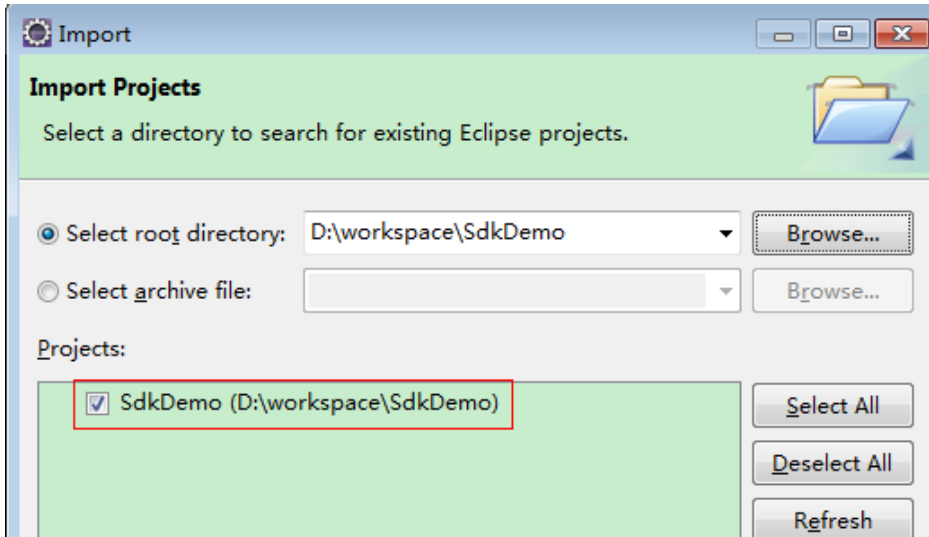 Import
Import Projects
Select a directory to search for existing Eclipse projects.
Select root directory: D:\workspace\SdkDemo Browse...
Select archive file: Browse...
Projects:
SdkDemo (D:\workspace\SdkDemo)
Select All
Deselect All
Refresh